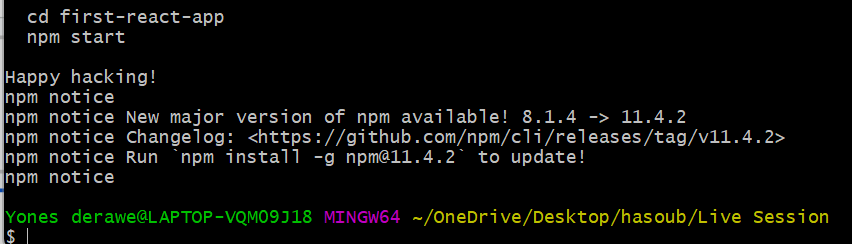 cd first-react-app
npm start
Happy hacking!
npm notice
npm notice New major version of npm available! 8.1.4 -> 11.4.2
npm notice Changelog: <https://github.com/npm/cli/releases/tag/v11.4.2>
npm notice Run `npm install -g npm@11.4.2` to update!
npm notice
Yones derawe@LAPTOP-VQMO9J18 MINGW64 ~/OneDrive/Desktop/hasoub/Live Session
$